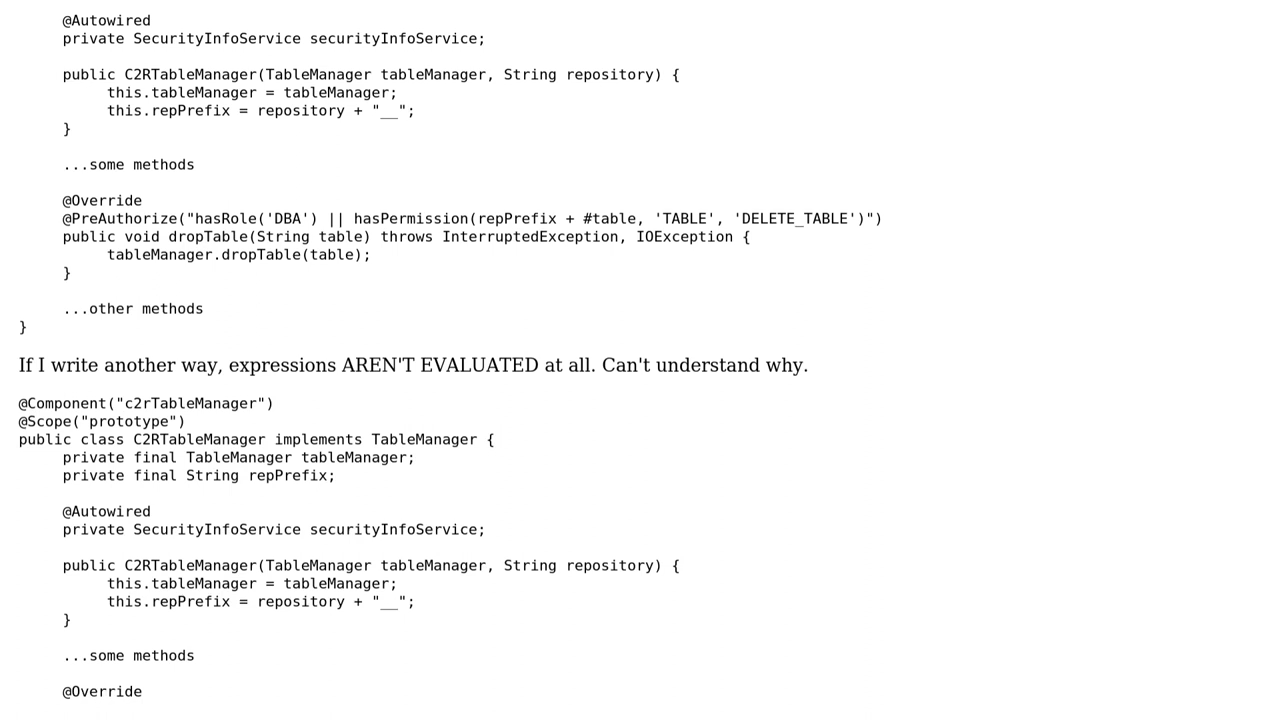 @Autowired
private SecurityInfoService securityInfoService;
public C2RTableManager(TableManager tableManager, String repository) {
this.tableManager = tableManager;
this.repPrefix = repository + "__";
}
...some methods
@Override
@PreAuthorize("hasRole('DBA') || hasPermission(repPrefix + #table, 'TABLE', 'DELETE_TABLE')")
public void dropTable(String table) throws InterruptedException, IOException {
tableManager.dropTable(table);
}
...other methods
}
If I write another way, expressions AREN'T EVALUATED at all. Can't understand why.
@Component("c2rTableManager")
@Scope("prototype")
public class C2RTableManager implements TableManager {
private final TableManager tableManager;
private final String repPrefix;
@Autowired
private SecurityInfoService securityInfoService;
public C2RTableManager(TableManager tableManager, String repository) {
this.tableManager = tableManager;
this.repPrefix = repository + "__";
}
...some methods
@Override